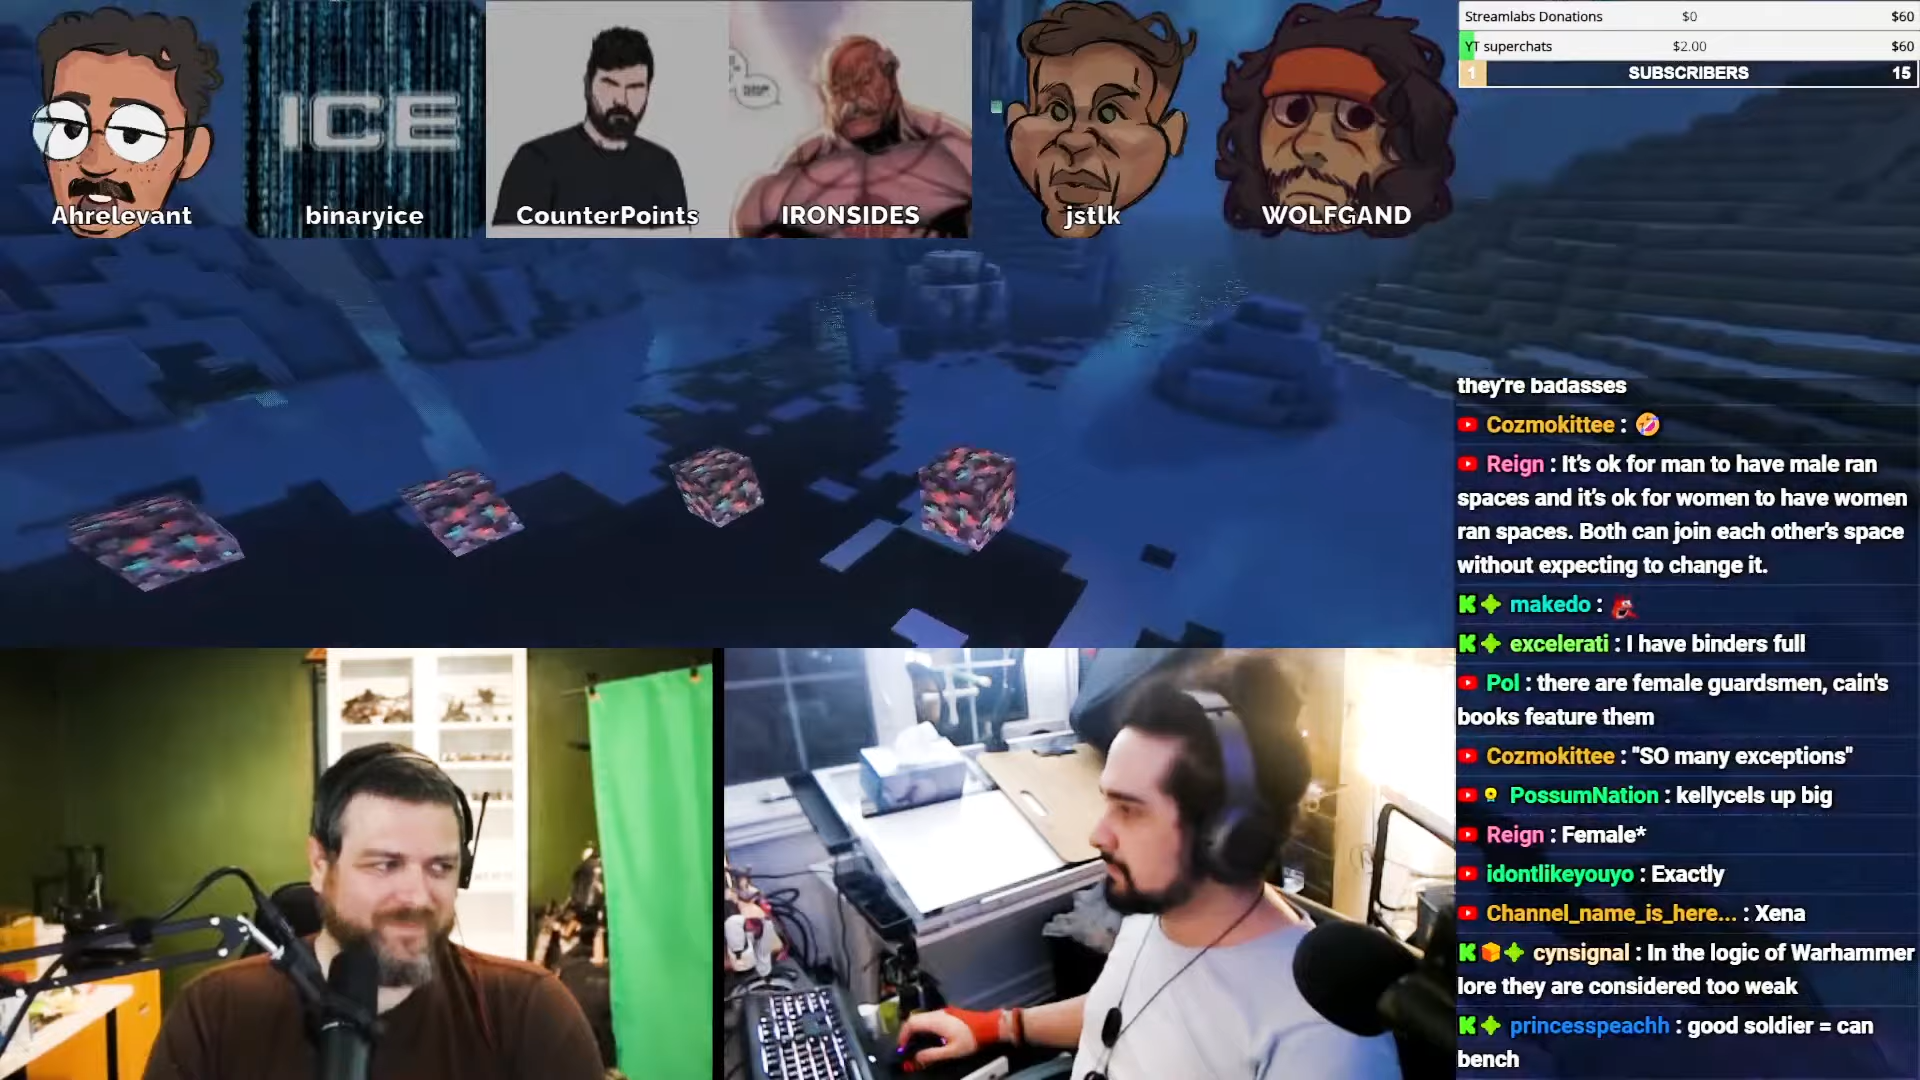 Ahrelevant
ICE
binaryice
CounterPoints
IRONSIDES
jstlk
WOLFGAND
Streamlabs Donations $0 $60
YT superchats $2.00 $60
1 SUBSCRIBERS 15
they're badasses
Cozmokittee : 🤣
Reign : It's ok for man to have male ran
spaces and it's ok for women to have women
ran spaces. Both can join each other's space
without expecting to change it.
makedo :
excelerati : I have binders full
Pol : there are female guardsmen, cain's
books feature them
Cozmokittee : "SO many exceptions"
PossumNation : kellycels up big
Reign : Female*
idontlikeyouyo : Exactly
Channel_name_is_here... : Xena
cynsignal : In the logic of Warhammer
lore they are considered too weak
princesspeachh : good soldier = can
bench